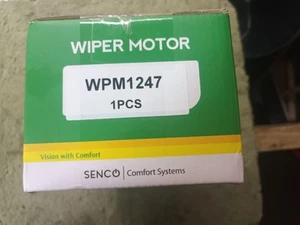 WIPER MOTOR
WPM1247
1PCS
Vision with Comfort
SENCO Comfort Systems